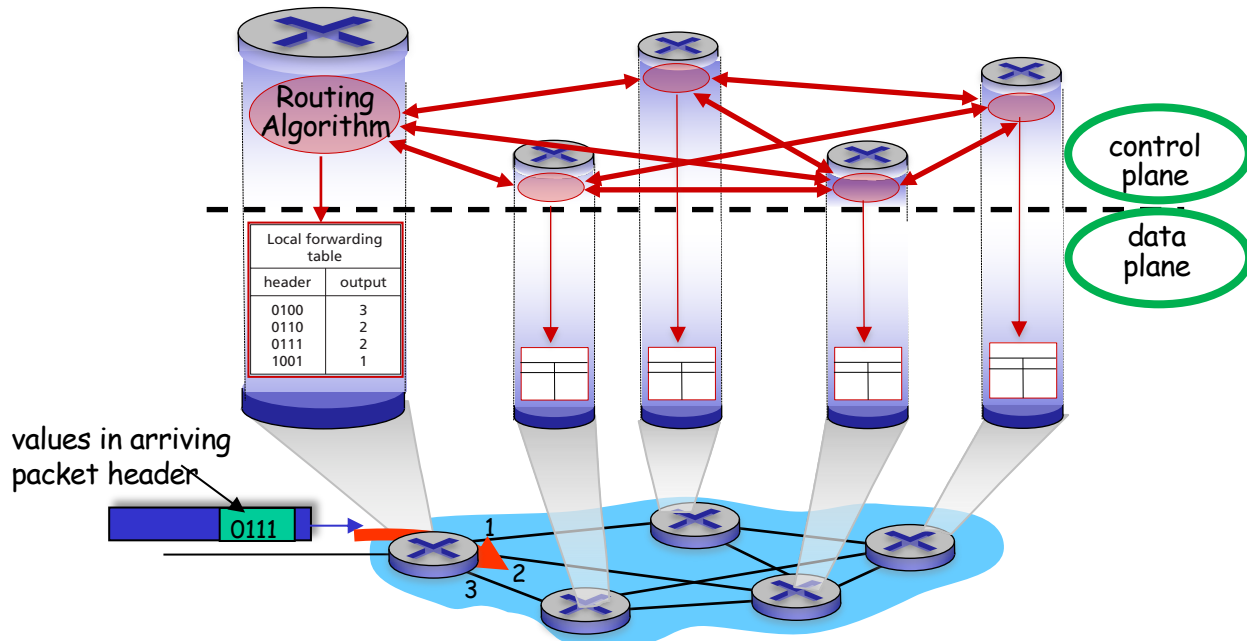 Routing
Algorithm
control
plane
data
plane
Local forwarding
table
header output
0100 3
0110 2
0111 2
1001 1
values in arriving
packet header
0111
1
2
3